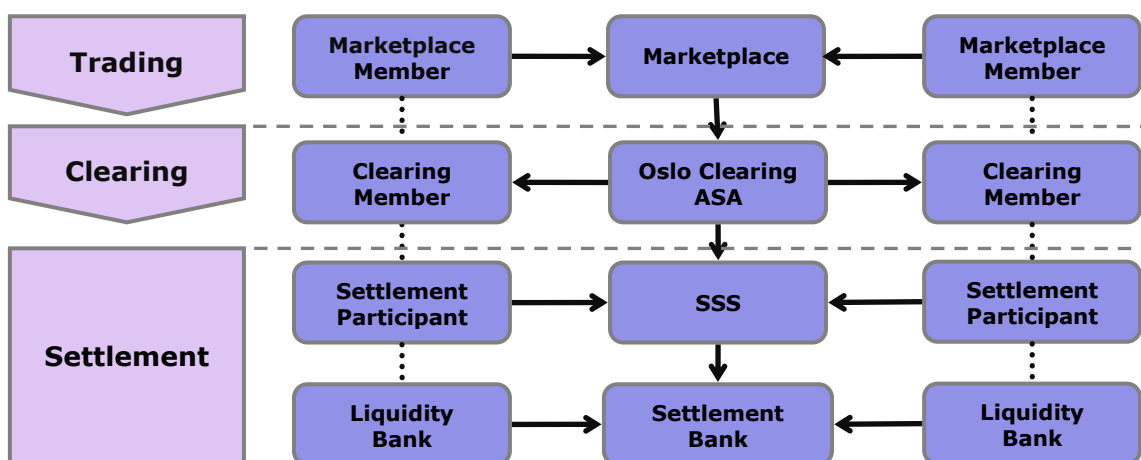 Trading
Marketplace
Member
Marketplace
Marketplace
Member
Clearing
Clearing
Member
Oslo Clearing
ASA
Clearing
Member
Settlement
Settlement
Participant
SSS
Settlement
Participant
Liquidity
Bank
Settlement
Bank
Liquidity
Bank